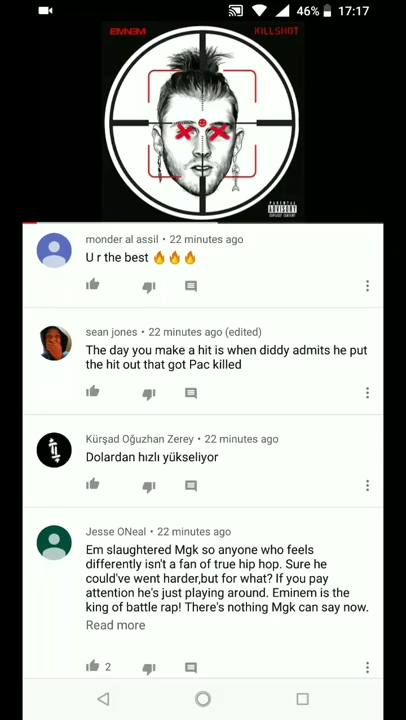 46% 17:17
EMINEM KILLSHOT
PARENTAL
ADVISORY
EXPLICIT CONTENT
monder al assil • 22 minutes ago
U r the best 🔥🔥🔥
sean jones • 22 minutes ago (edited)
The day you make a hit is when diddy admits he put
the hit out that got Pac killed
Kürşad Oğuzhan Zerey • 22 minutes ago
Dolardan hızlı yükseliyor
Jesse ONeal • 22 minutes ago
Em slaughtered Mgk so anyone who feels
differently isn't a fan of true hip hop. Sure he
could've went harder,but for what? If you pay
attention he's just playing around. Eminem is the
king of battle rap! There's nothing Mgk can say now.
Read more
2